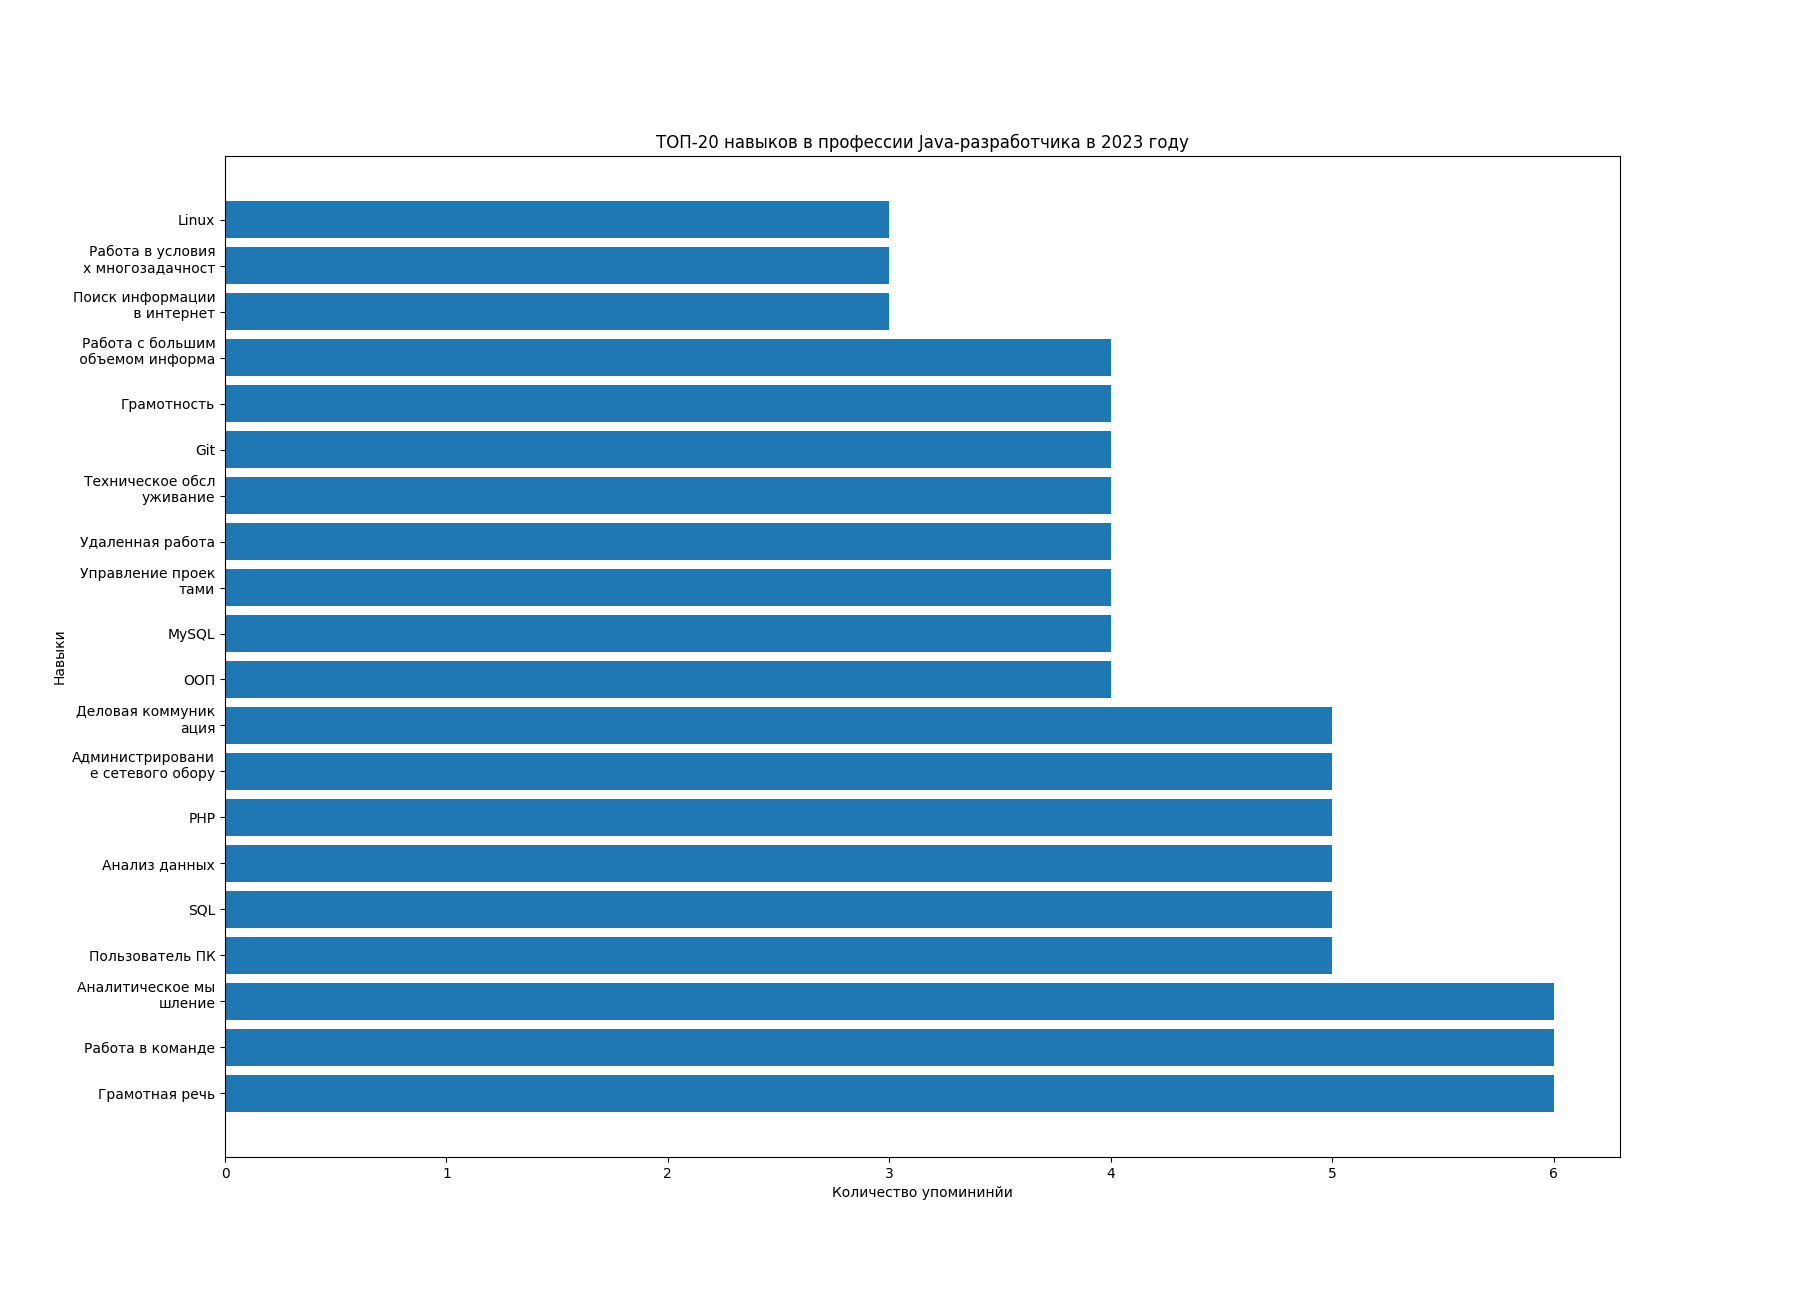 ТОП-20 навыков в профессии Java-разработчика в 2023 году
Linux
Работа в условия
х многозадачност
Поиск информации
в интернет
Работа с большим
объемом информа
Грамотность
Git
Техническое обсл
уживание
Удаленная работа
Управление проек
тами
MySQL
ООП
Деловая коммуник
ация
Администрировани
е сетевого обору
PHP
Анализ данных
SQL
Пользователь ПК
Аналитическое мы
шление
Работа в команде
Грамотная речь
Навыки
0 1 2 3 4 5 6
Количество упомининйи